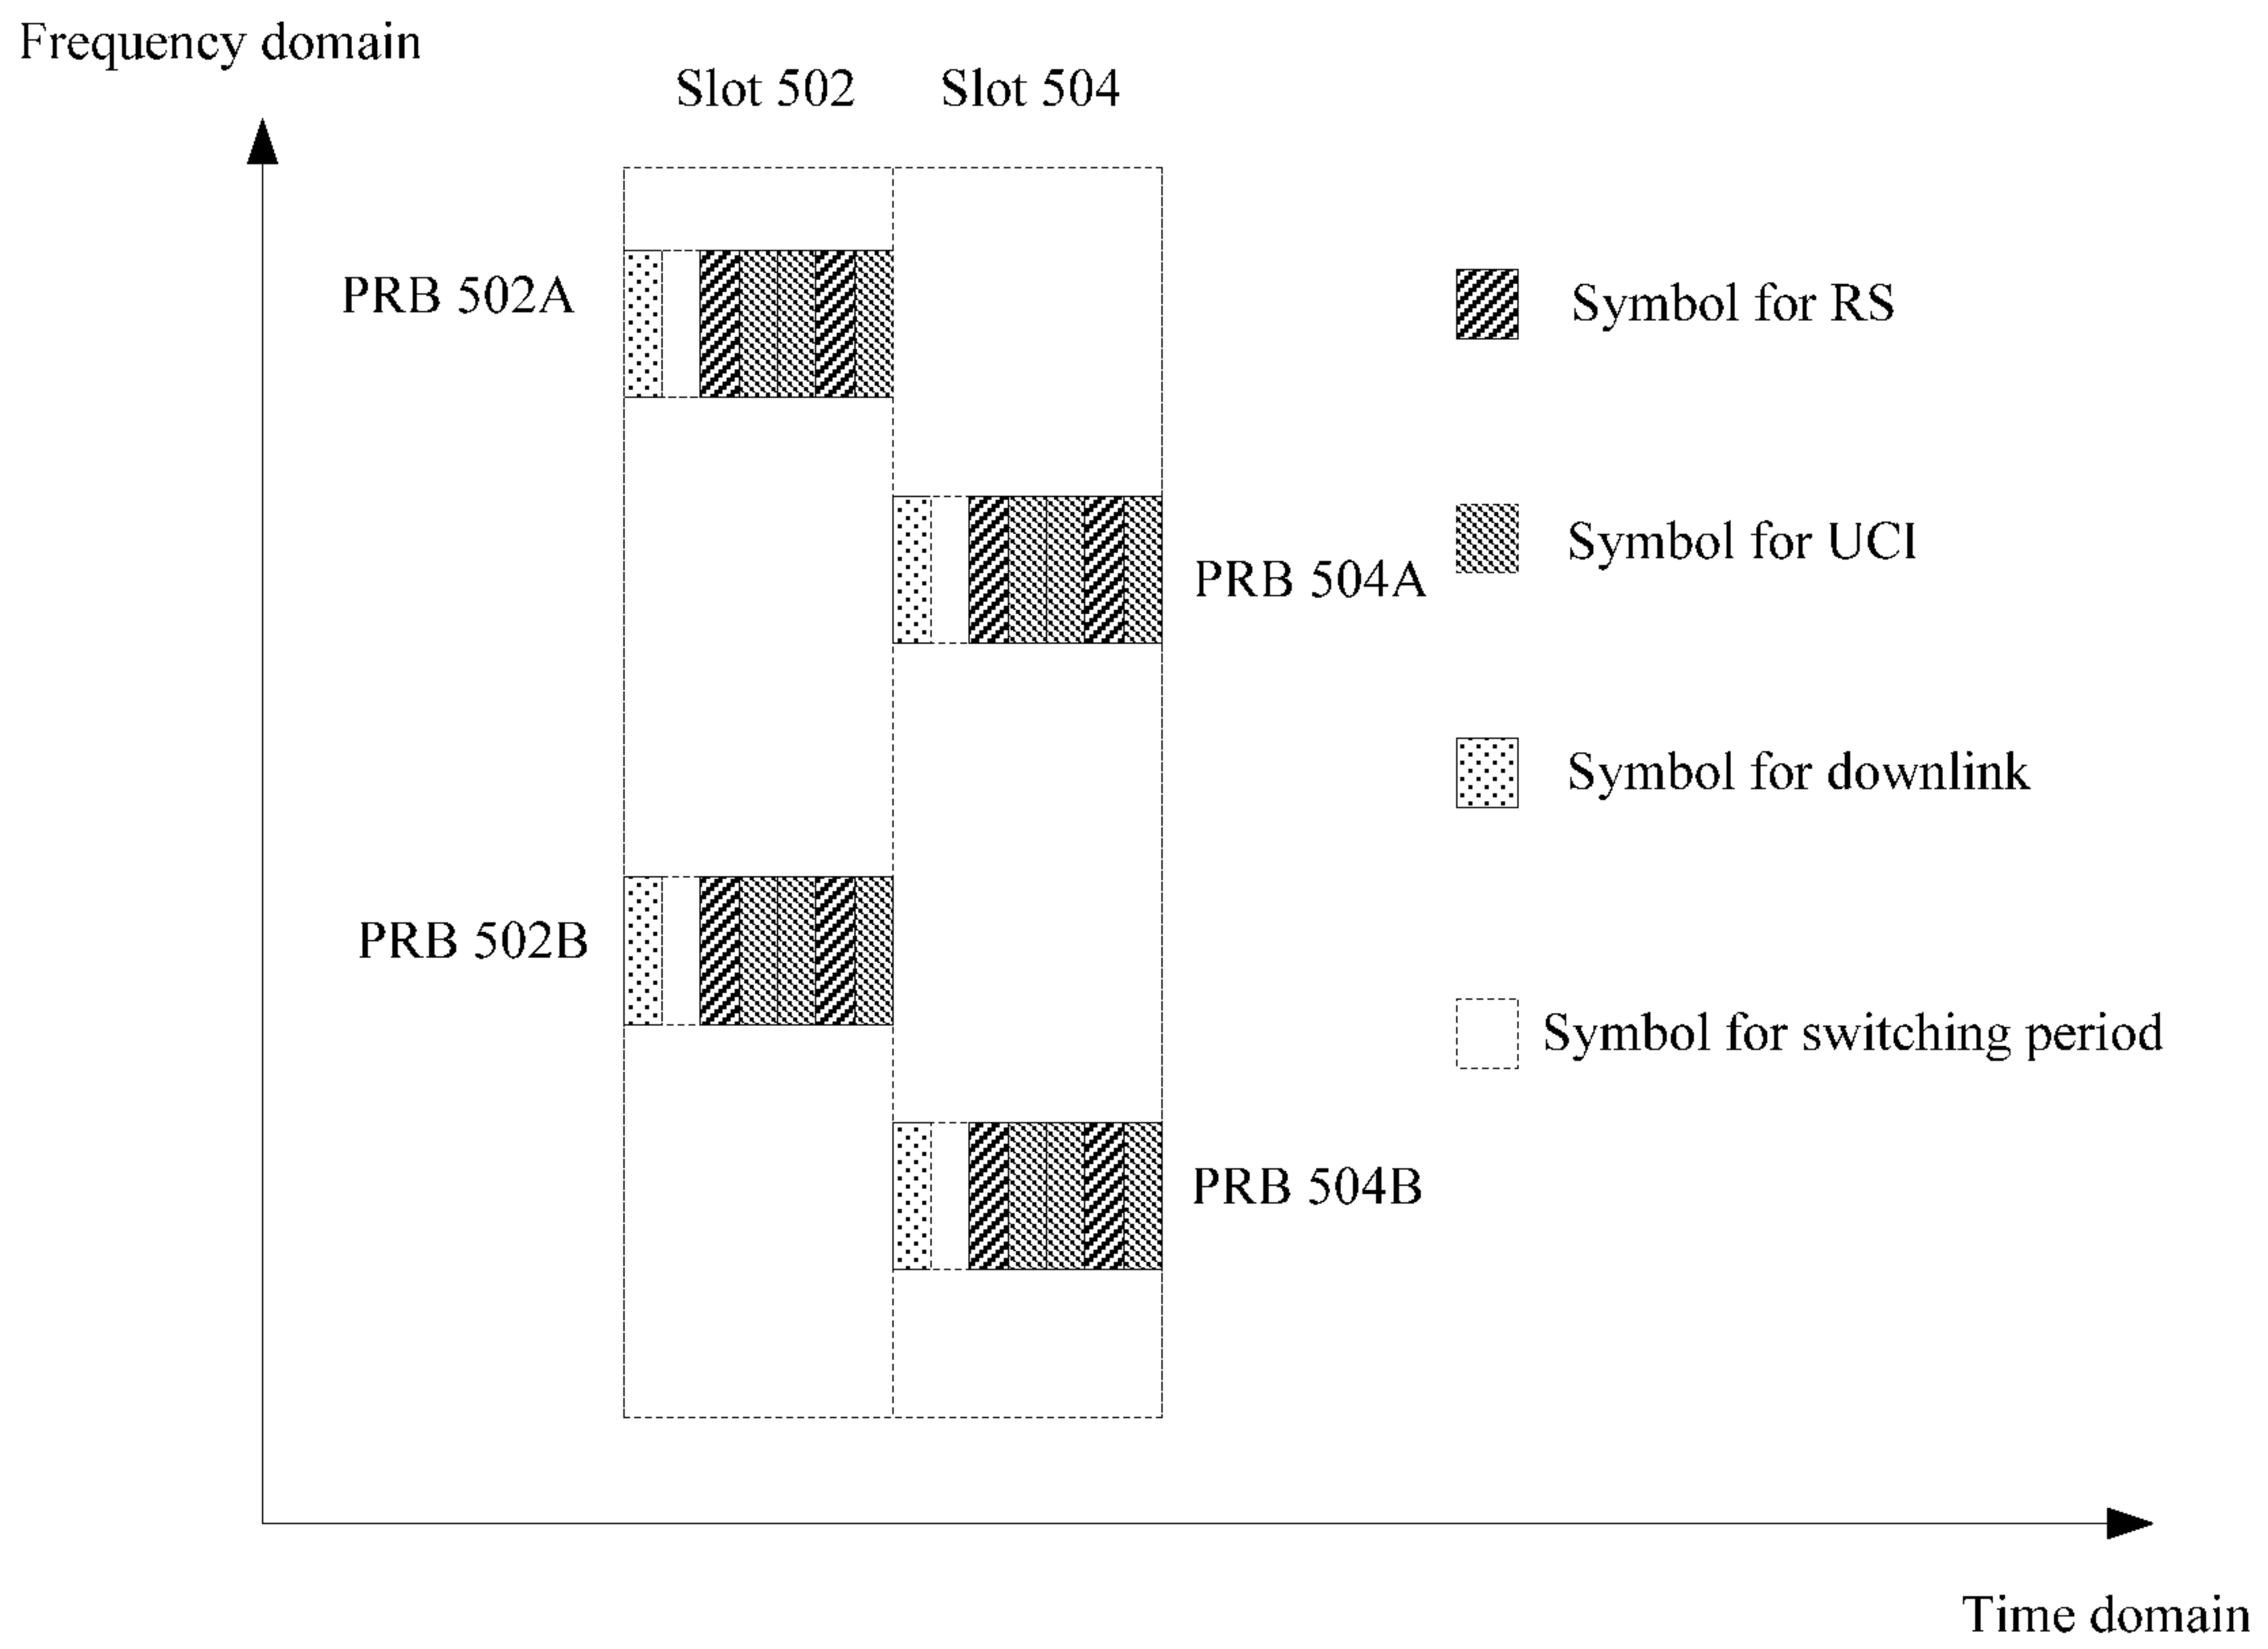 Frequency domain
Slot 502
Slot 504
PRB 502A
Symbol for RS
Symbol for UCI
PRB 504A
Symbol for downlink
PRB 502B
Symbol for switching period
PRB 504B
Time domain